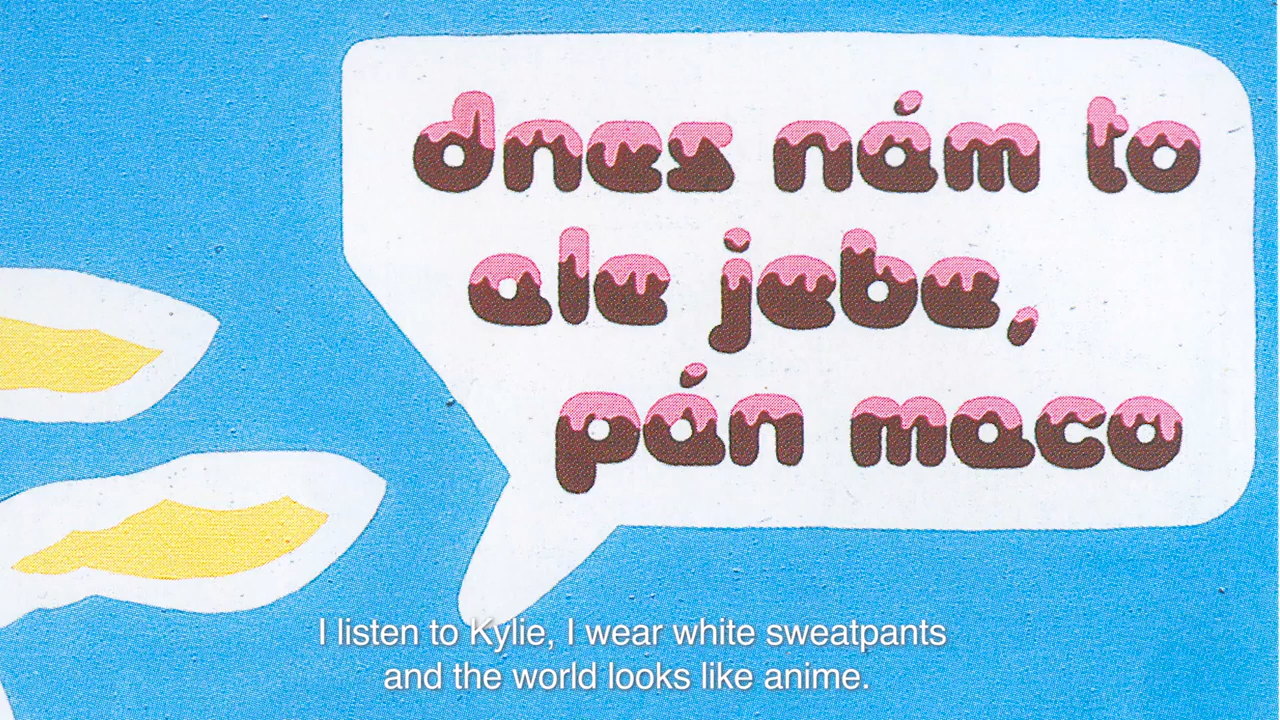 dnes nám to
ale jebe,
pán maco
I listen to Kylie, I wear white sweatpants
and the world looks like anime.